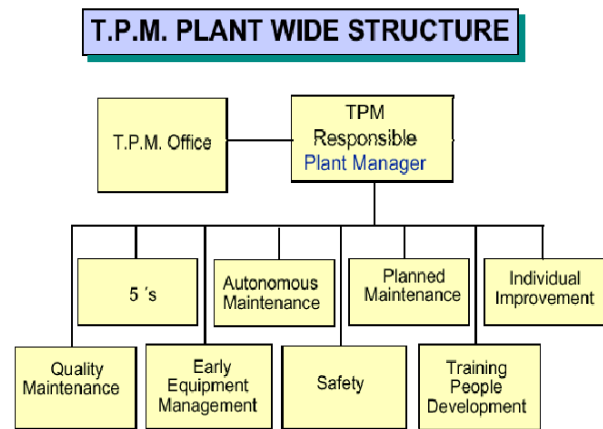 T.P.M. PLANT WIDE STRUCTURE
T.P.M. Office
TPM
Responsible
Plant Manager
5 ´s
Autonomous
Maintenance
Planned
Maintenance
Individual
Improvement
Quality
Maintenance
Early
Equipment
Management
Safety
Training
People
Development